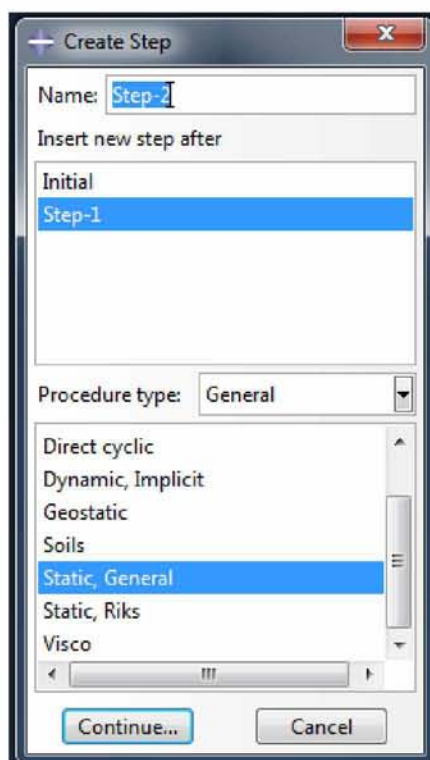 Create Step
Name: Step-2
Insert new step after
Initial
Step-1
Procedure type: General
Direct cyclic
Dynamic, Implicit
Geostatic
Soils
Static, General
Static, Riks
Visco
Continue... Cancel